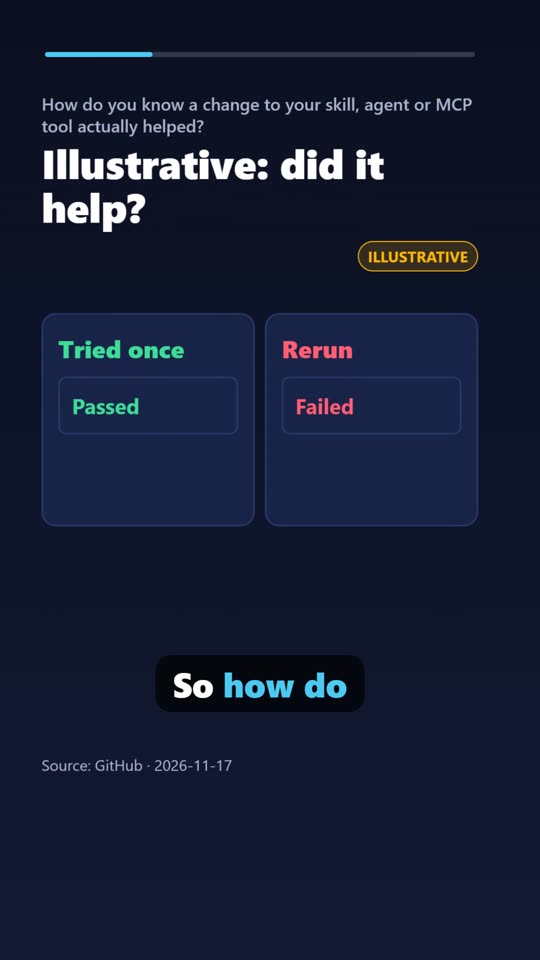 How do you know a change to your skill, agent or MCP
tool actually helped?
Illustrative: did it
help?
ILLUSTRATIVE
Tried once
Passed
Rerun
Failed
So how do
Source: GitHub · 2026-11-17